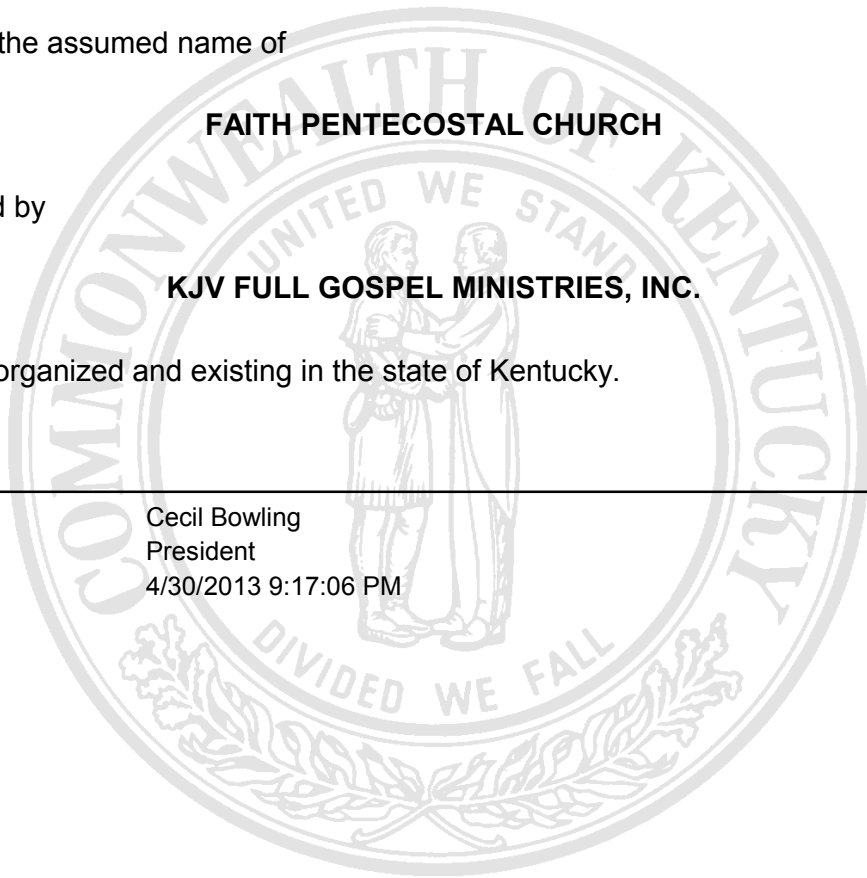 the assumed name of
FAITH PENTECOSTAL CHURCH
d by
KJV FULL GOSPEL MINISTRIES, INC.
organized and existing in the state of Kentucky.
Cecil Bowling
President
4/30/2013 9:17:06 PM
COMMONWEALTH OF KENTUCKY
UNITED WE STAND
DIVIDED WE FALL